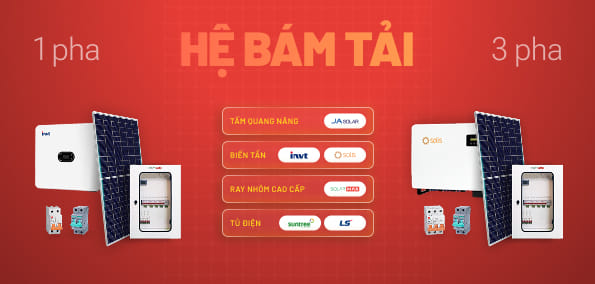 1 pha
HỆ BÁM TẢI
3 pha
TẤM QUANG NĂNG
JA SOLAR
BIẾN TẦN
invt
solis
RAY NHÔM CAO CẤP
TỦ ĐIỆN
suntree
LS
invt
solis